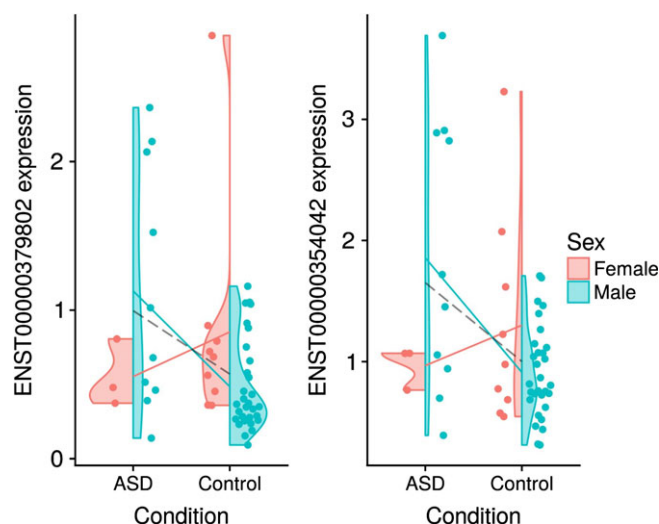 ENST00000379802 expression
2
1
0
ASD
Control
Condition
ENST00000354042 expression
3
2
1
ASD
Control
Condition
Sex
Female
Male